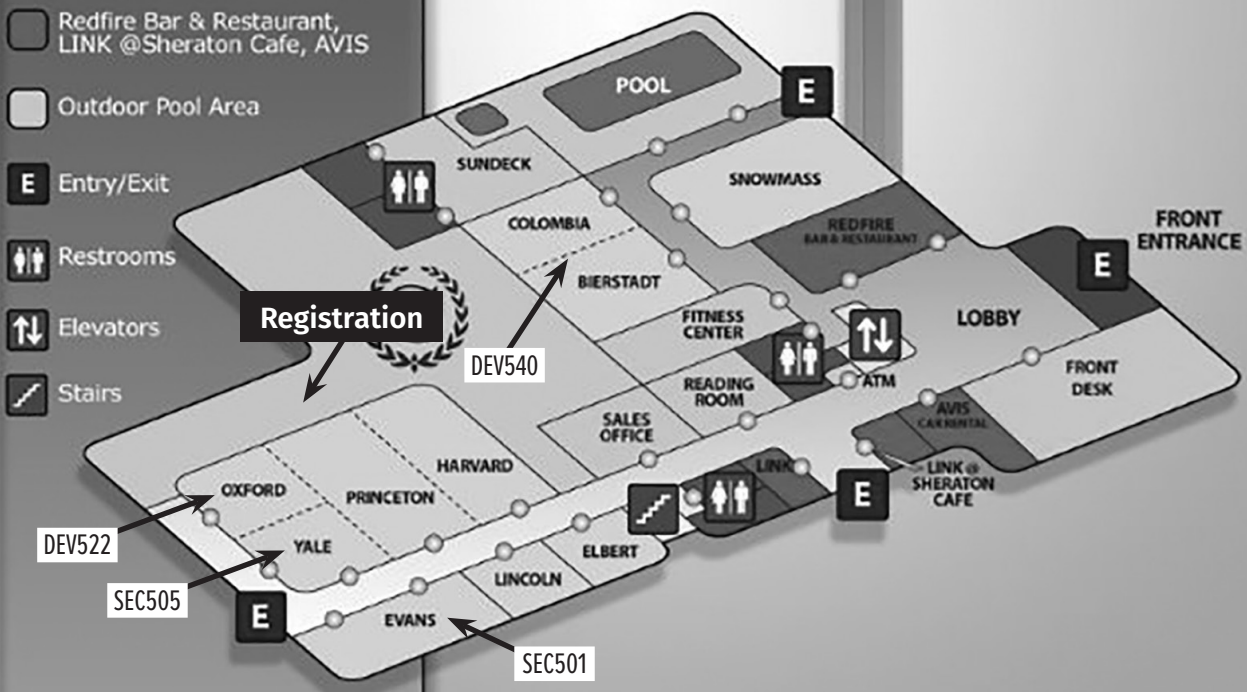 Redfire Bar & Restaurant,
LINK @Sheraton Cafe, AVIS
Outdoor Pool Area
E Entry/Exit
Restrooms
Elevators
Stairs
POOL
E
SUNDECK
SNOWMASS
COLOMBIA
REDFIRE
BAR & RESTAURANT
FRONT
ENTRANCE
E
BIERSTADT
Registration
FITNESS
CENTER
LOBBY
DEV540
READING
ROOM
ATM
FRONT
DESK
SALES
OFFICE
AVIS
CAR RENTAL
HARVARD
LINK
LINK @
SHERATON
CAFE
E
OXFORD
PRINCETON
DEV522
YALE
ELBERT
LINCOLN
SEC505
E
EVANS
SEC501